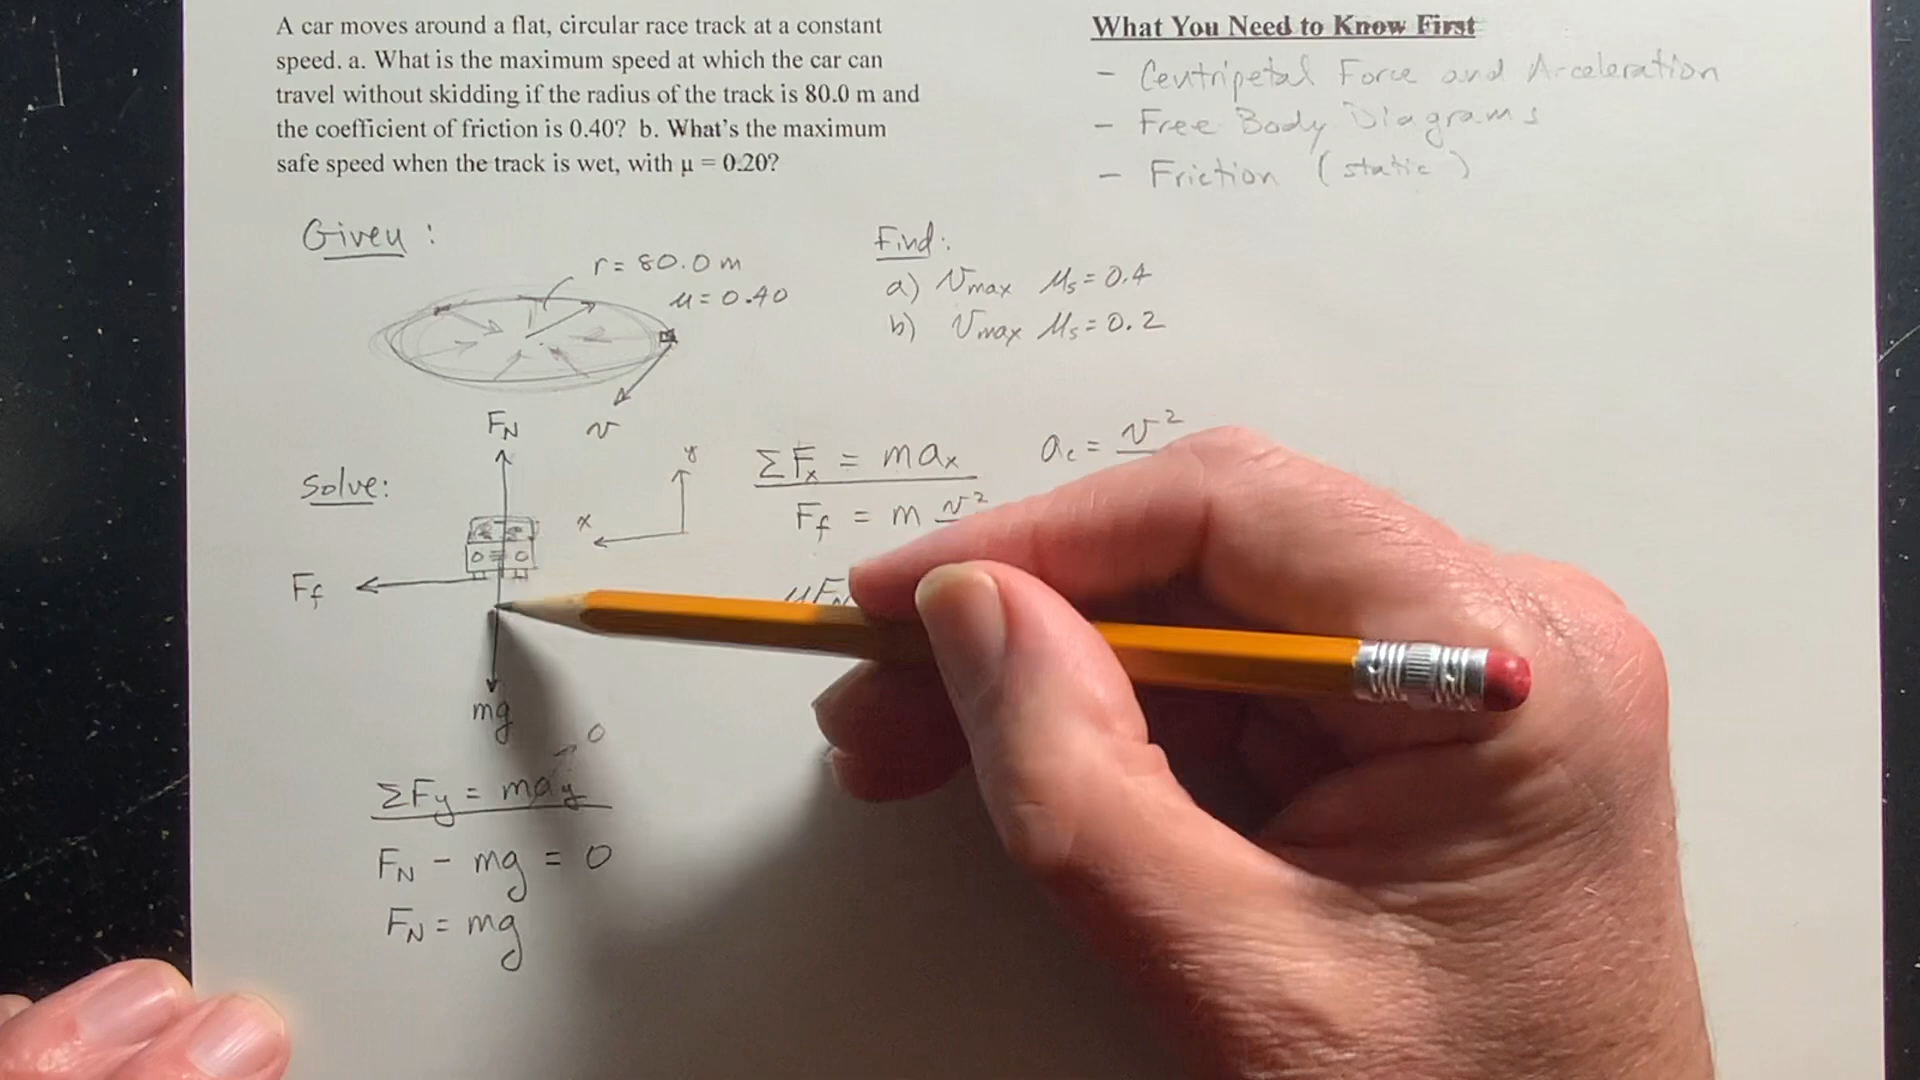 A car moves around a flat, circular race track at a constant
speed. a. What is the maximum speed at which the car can
travel without skidding if the radius of the track is 80.0 m and
the coefficient of friction is 0.40? b. What's the maximum
safe speed when the track is wet, with μ = 0.20?
What You Need to Know First
- Centripetal Force and Acceleration
- Free Body Diagrams
- Friction (static)
Given:
r = 80.0 m
μ = 0.40
v
Find:
a) vmax μs = 0.4
b) vmax μs = 0.2
Solve:
FN
Ff
mg
y
x
ΣFy = may → 0
FN - mg = 0
FN = mg
ΣFx = max
Ff = m v²
μFN
ac = v²